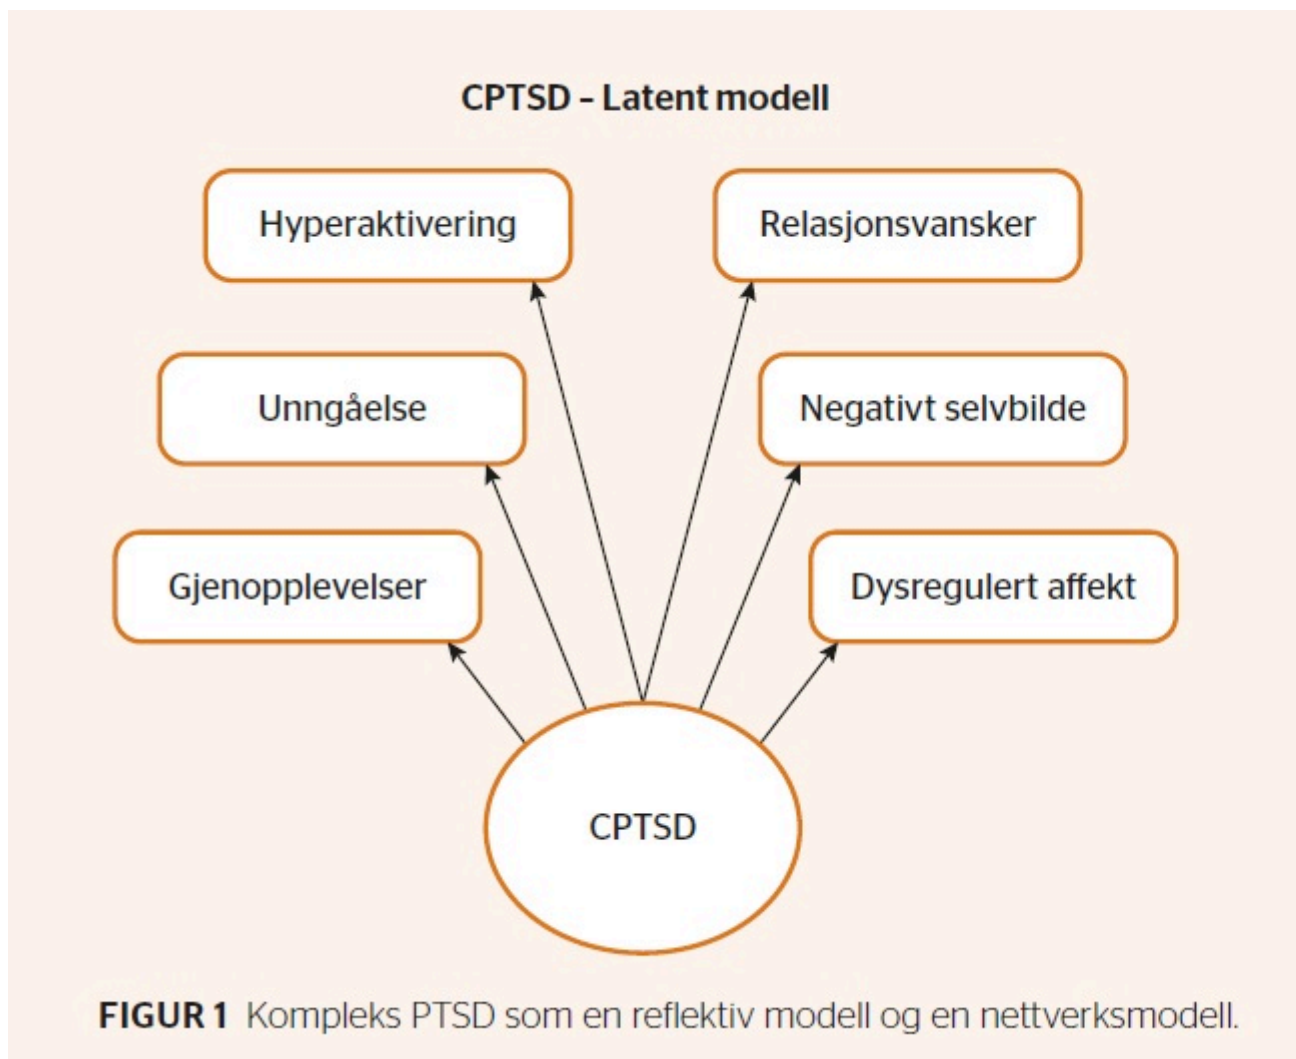 CPTSD – Latent modell
Hyperaktivering
Relasjonsvansker
Unngåelse
Negativt selvbilde
Gjenopplevelser
Dysregulert affekt
CPTSD
FIGUR 1 Kompleks PTSD som en reflektiv modell og en nettverksmodell.